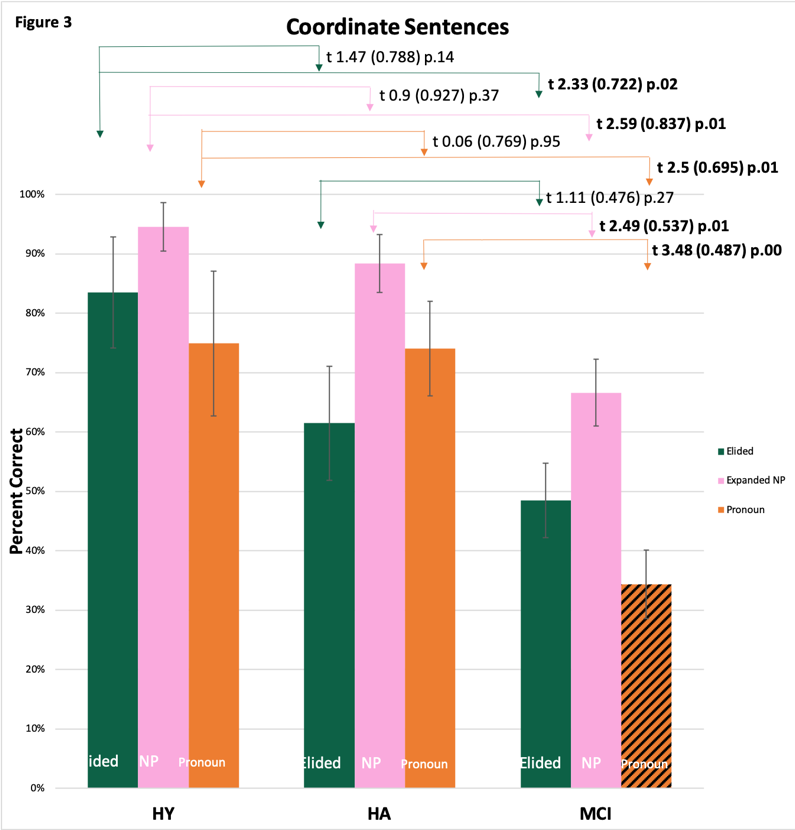 Figure 3
Coordinate Sentences
t 1.47 (0.788) p.14
t 2.33 (0.722) p.02
t 0.9 (0.927) p.37
t 2.59 (0.837) p.01
t 0.06 (0.769) p.95
t 2.5 (0.695) p.01
t 1.11 (0.476) p.27
t 2.49 (0.537) p.01
t 3.48 (0.487) p.00
100%
90%
80%
70%
60%
50%
40%
30%
20%
10%
0%
Percent Correct
Elided
Expanded NP
Pronoun
lided NP Pronoun
Elided NP Pronoun
Elided NP Pronoun
HY HA MCI